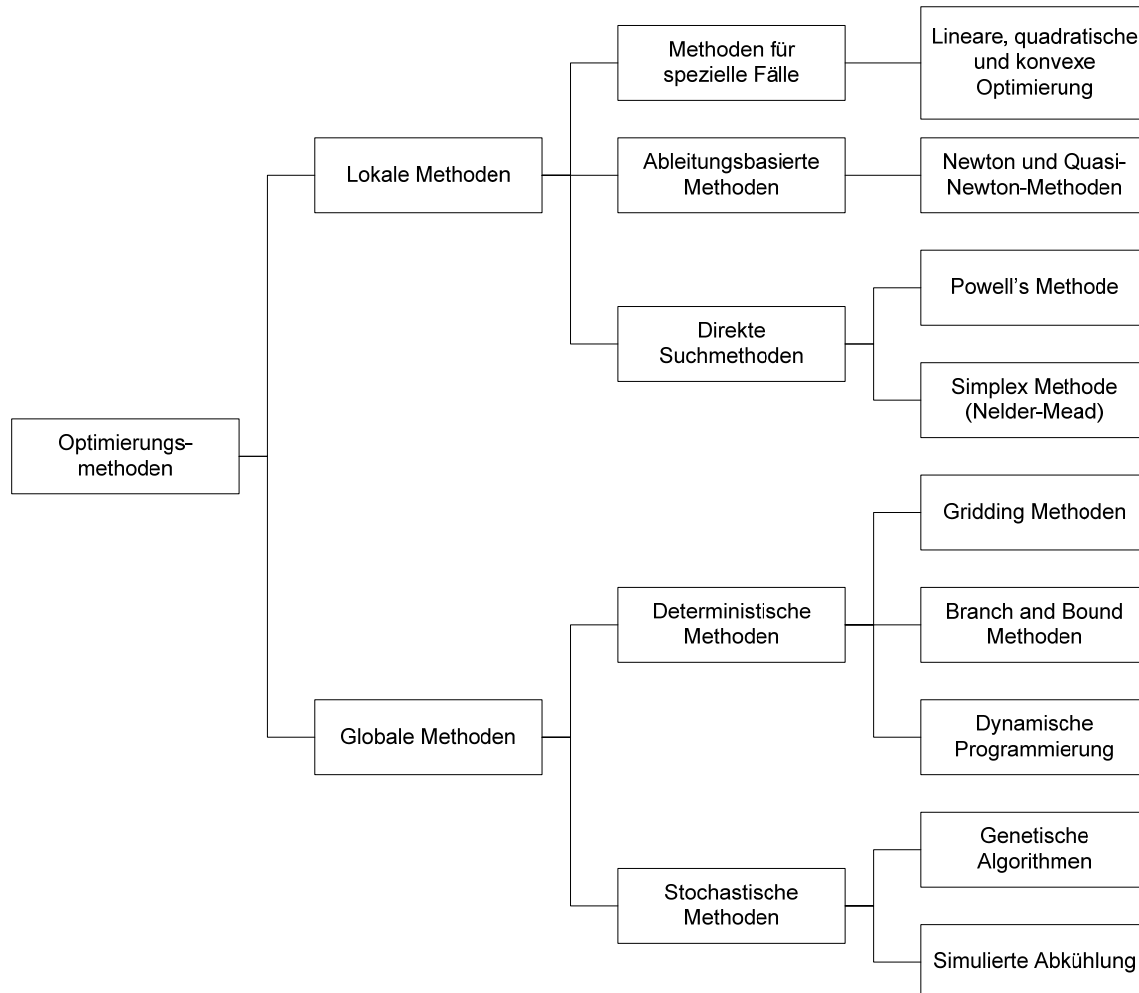 Methoden für
spezielle Fälle
Lineare, quadratische
und konvexe
Optimierung
Lokale Methoden
Ableitungsbasierte
Methoden
Newton und Quasi-
Newton-Methoden
Direkte
Suchmethoden
Powell's Methode
Simplex Methode
(Nelder-Mead)
Optimierungs-
methoden
Globale Methoden
Deterministische
Methoden
Gridding Methoden
Branch and Bound
Methoden
Dynamische
Programmierung
Stochastische
Methoden
Genetische
Algorithmen
Simulierte Abkühlung